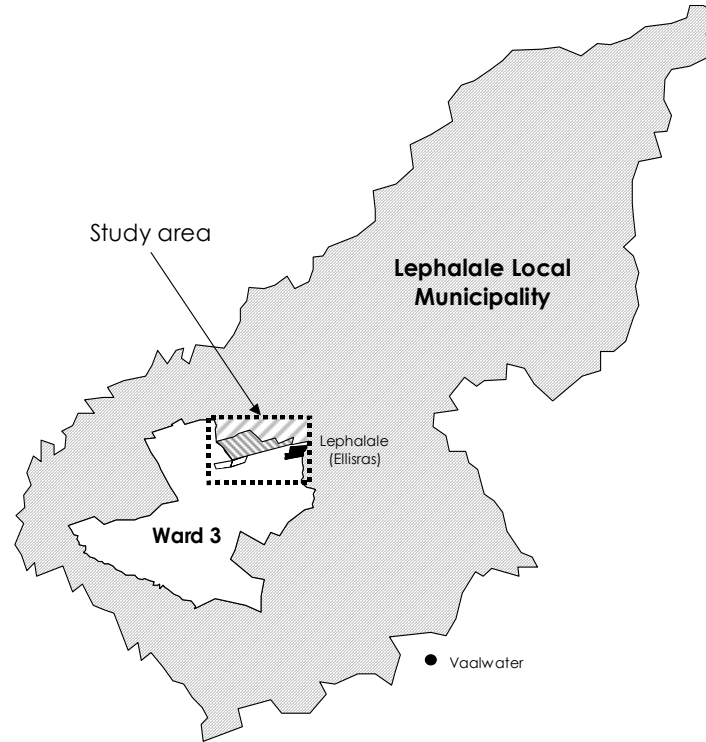 Study area
Lephalale Local
Municipality
Lephalale
(Ellisras)
Ward 3
Vaalwater